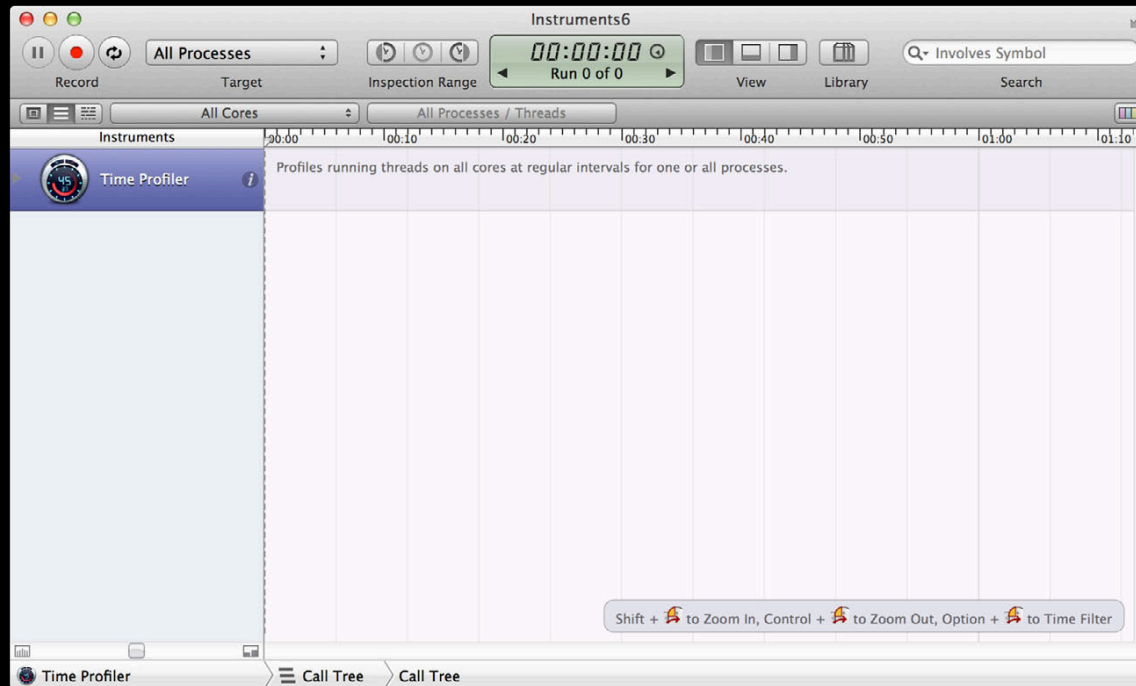 Instruments6
All Processes
00:00:00
Run 0 of 0
Involves Symbol
Record
Target
Inspection Range
View
Library
Search
All Cores
All Processes / Threads
Instruments
00:00 00:10 00:20 00:30 00:40 00:50 01:00 01:10
45
Time Profiler
Profiles running threads on all cores at regular intervals for one or all processes.
Shift + to Zoom In, Control + to Zoom Out, Option + to Time Filter
Time Profiler
Call Tree
Call Tree